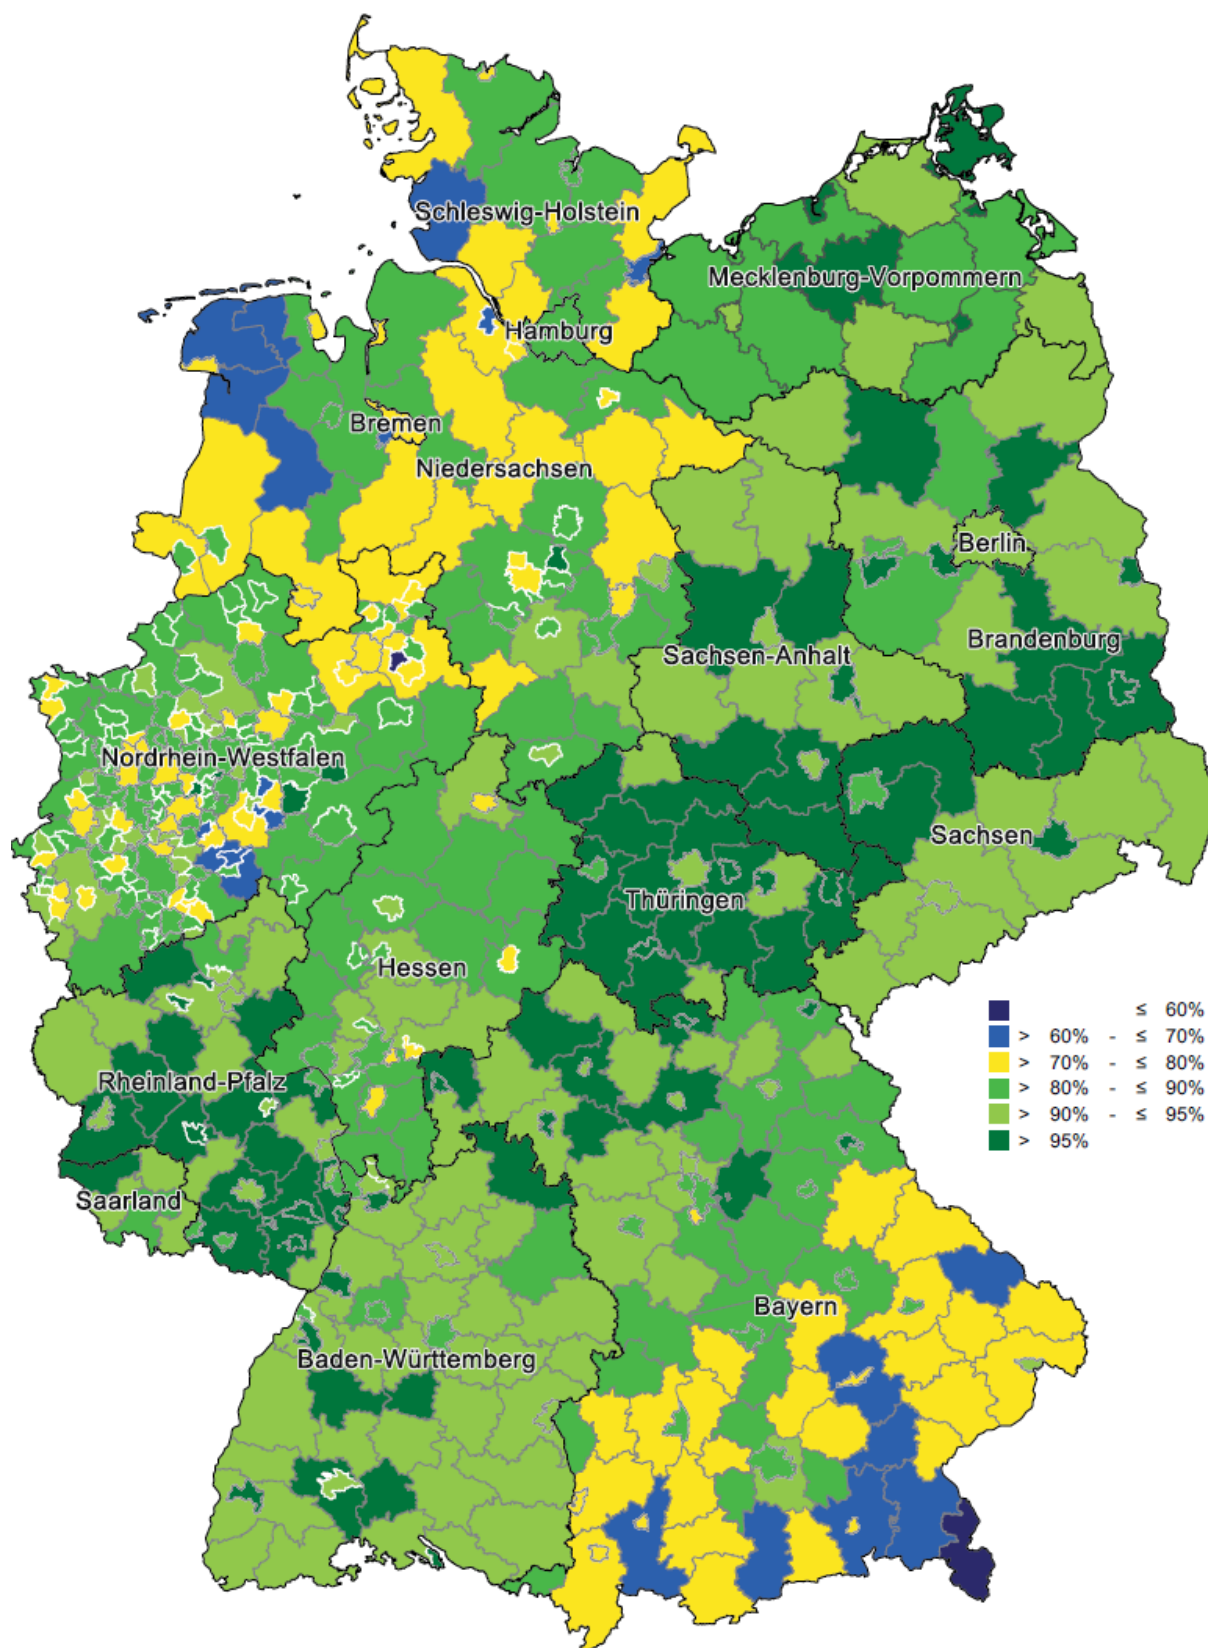 Schleswig-Holstein
Mecklenburg-Vorpommern
Hamburg
Bremen
Niedersachsen
Berlin
Brandenburg
Sachsen-Anhalt
Nordrhein-Westfalen
Sachsen
Thüringen
Hessen
Rheinland-Pfalz
Saarland
Bayern
Baden-Württemberg
≤ 60%
> 60% - ≤ 70%
> 70% - ≤ 80%
> 80% - ≤ 90%
> 90% - ≤ 95%
> 95%